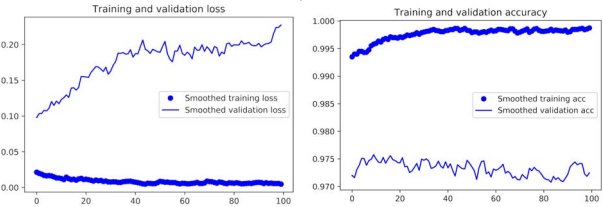 Training and validation loss
0.20
0.15
0.10
0.05
0.00
Smoothed training loss
Smoothed validation loss
0 20 40 60 80 100
Training and validation accuracy
1.000
0.995
0.990
0.985
0.980
0.975
0.970
Smoothed training acc
Smoothed validation acc
0 20 40 60 80 100